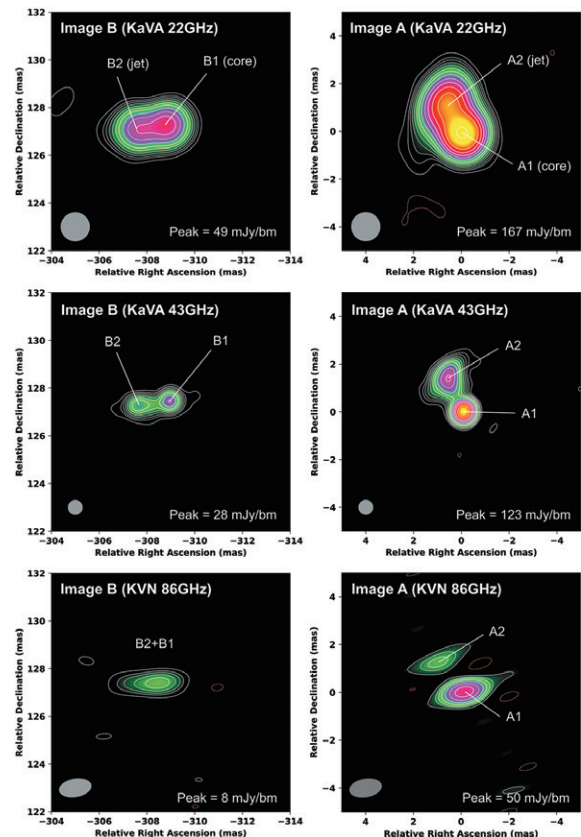 Image B (KaVA 22GHz)
B2 (jet)
B1 (core)
Peak = 49 mJy/bm
132
130
128
126
124
122
Relative Declination (mas)
−304 −306 −308 −310 −312 −314
Relative Right Ascension (mas)
Image A (KaVA 22GHz)
A2 (jet)
A1 (core)
Peak = 167 mJy/bm
4
2
0
−2
−4
Relative Declination (mas)
4 2 0 −2 −4
Relative Right Ascension (mas)
Image B (KaVA 43GHz)
B2
B1
Peak = 28 mJy/bm
132
130
128
126
124
122
Relative Declination (mas)
−304 −306 −308 −310 −312 −314
Relative Right Ascension (mas)
Image A (KaVA 43GHz)
A2
A1
Peak = 123 mJy/bm
4
2
0
−2
−4
Relative Declination (mas)
4 2 0 −2 −4
Relative Right Ascension (mas)
Image B (KVN 86GHz)
B2+B1
Peak = 8 mJy/bm
132
130
128
126
124
122
Relative Declination (mas)
−304 −306 −308 −310 −312 −314
Relative Right Ascension (mas)
Image A (KVN 86GHz)
A2
A1
Peak = 50 mJy/bm
4
2
0
−2
−4
Relative Declination (mas)
4 2 0 −2 −4
Relative Right Ascension (mas)